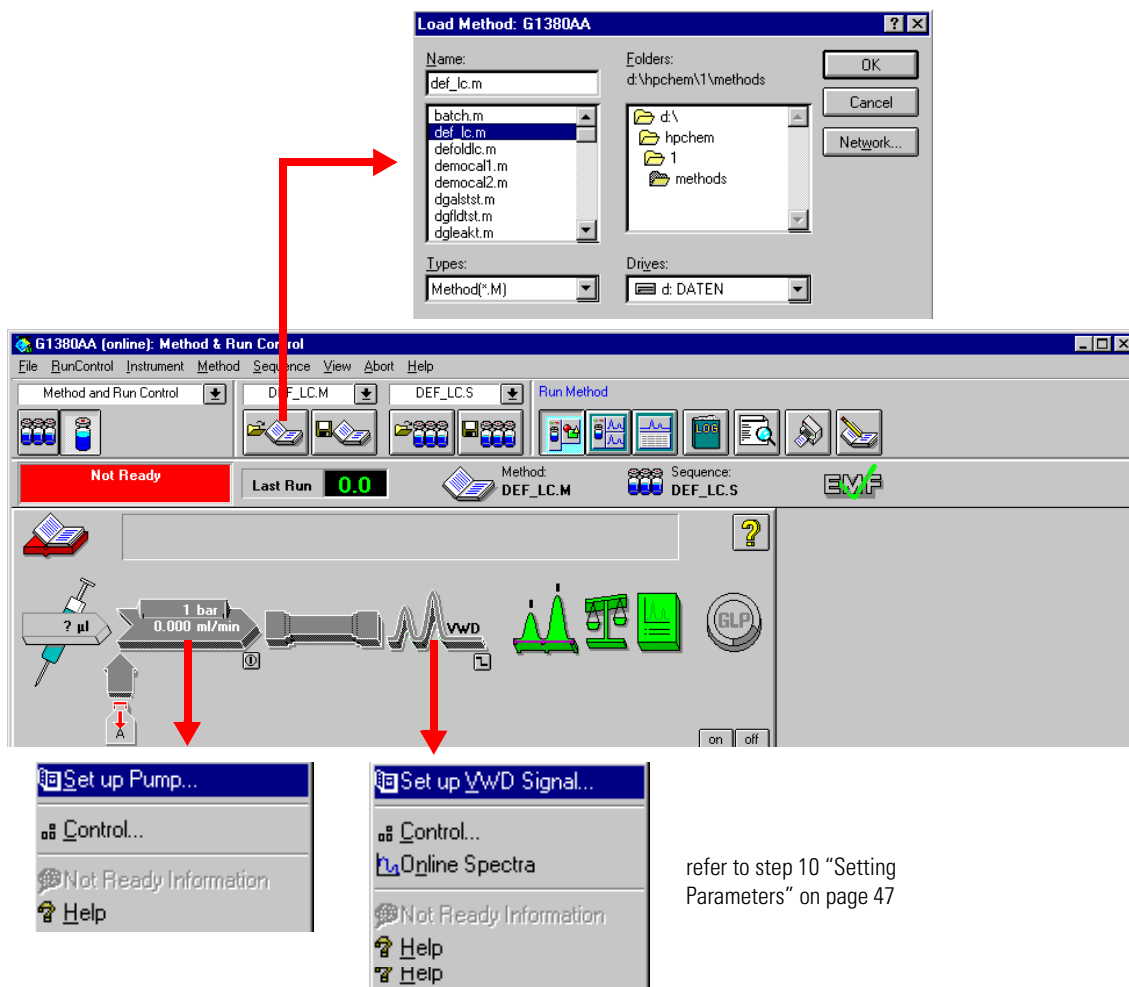 Load Method: G1380AA
Name:
def_lc.m
batch.m
def_lc.m
defoldlc.m
democal1.m
democal2.m
dgalstst.m
dgfldtst.m
dgleakt.m
Types:
Method(*.M)
Folders:
d:\hpchem\1\methods
d:\
hpchem
1
methods
Drives:
d: DATEN
OK
Cancel
Network...
G1380AA (online): Method & Run Control
File RunControl Instrument Method Sequence View Abort Help
Method and Run Control
DEF_LC.M
DEF_LC.S
Run Method
LOG
Not Ready
Last Run 0.0
Method:
DEF_LC.M
Sequence:
DEF_LC.S
EMF
? µl
1 bar
0.000 ml/min
VWD
GLP
A
on off
Set up Pump...
Control...
Not Ready Information
Help
Set up VWD Signal...
Control...
Online Spectra
Not Ready Information
Help
Help
refer to step 10 “Setting
Parameters” on page 47